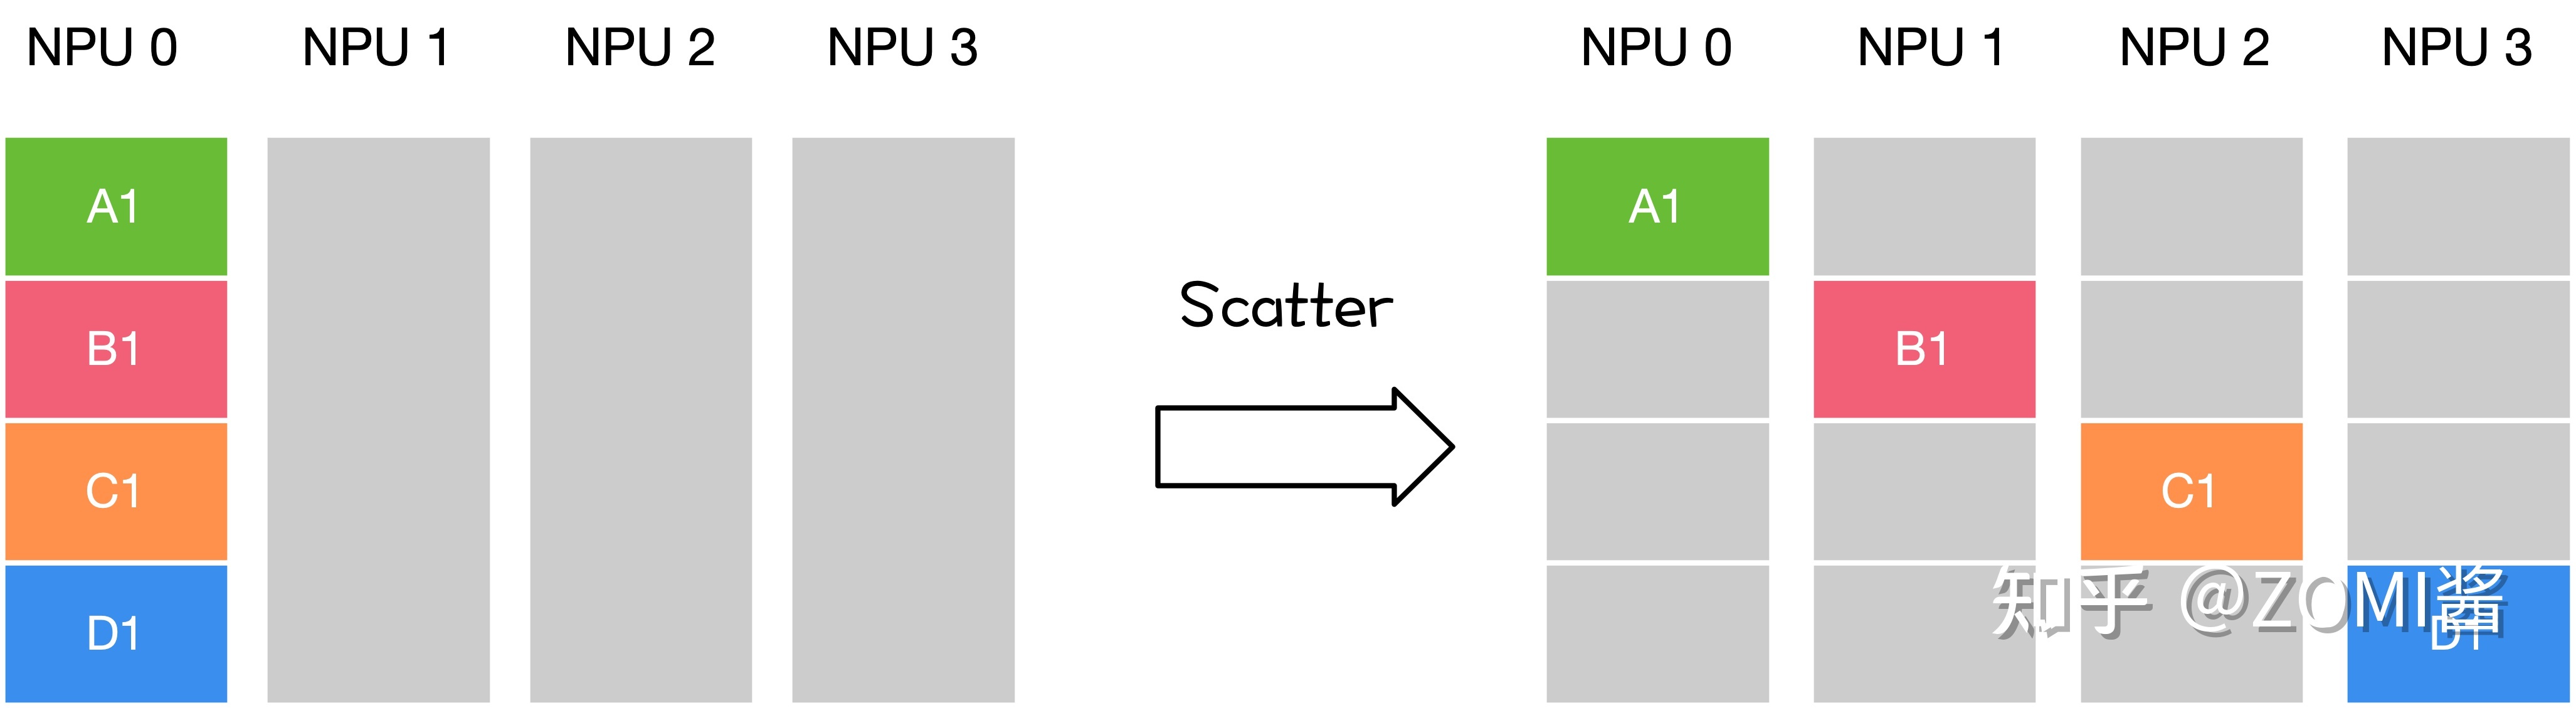 NPU 0 NPU 1 NPU 2 NPU 3 NPU 0 NPU 1 NPU 2 NPU 3
A1 A1
Scatter
B1 B1
C1 C1
知乎 @ZOMI酱
D1 D1